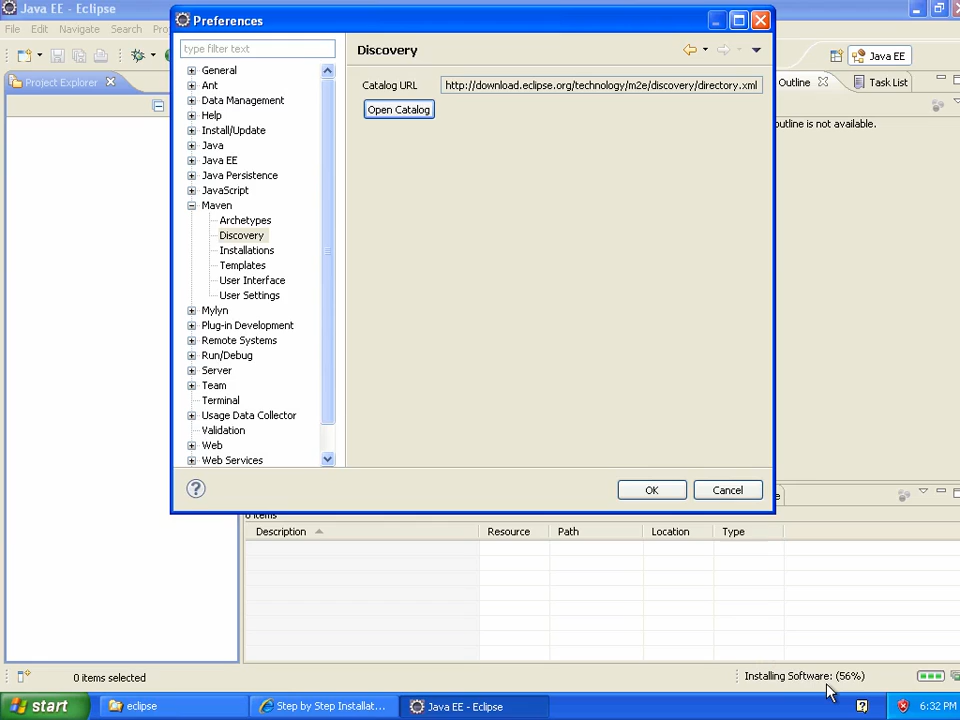 Java EE - Eclipse
File Edit Navigate Search Pro
Java EE
Project Explorer
Outline Task List
outline is not available.
Preferences
type filter text
General
Ant
Data Management
Help
Install/Update
Java
Java EE
Java Persistence
JavaScript
Maven
Archetypes
Discovery
Installations
Templates
User Interface
User Settings
Mylyn
Plug-in Development
Remote Systems
Run/Debug
Server
Team
Terminal
Usage Data Collector
Validation
Web
Web Services
Discovery
Catalog URL http://download.eclipse.org/technology/m2e/discovery/directory.xml
Open Catalog
OK Cancel
0 items
Description Resource Path Location Type
0 items selected
Installing Software: (56%)
start eclipse Step by Step Installat... Java EE - Eclipse 6:32 PM